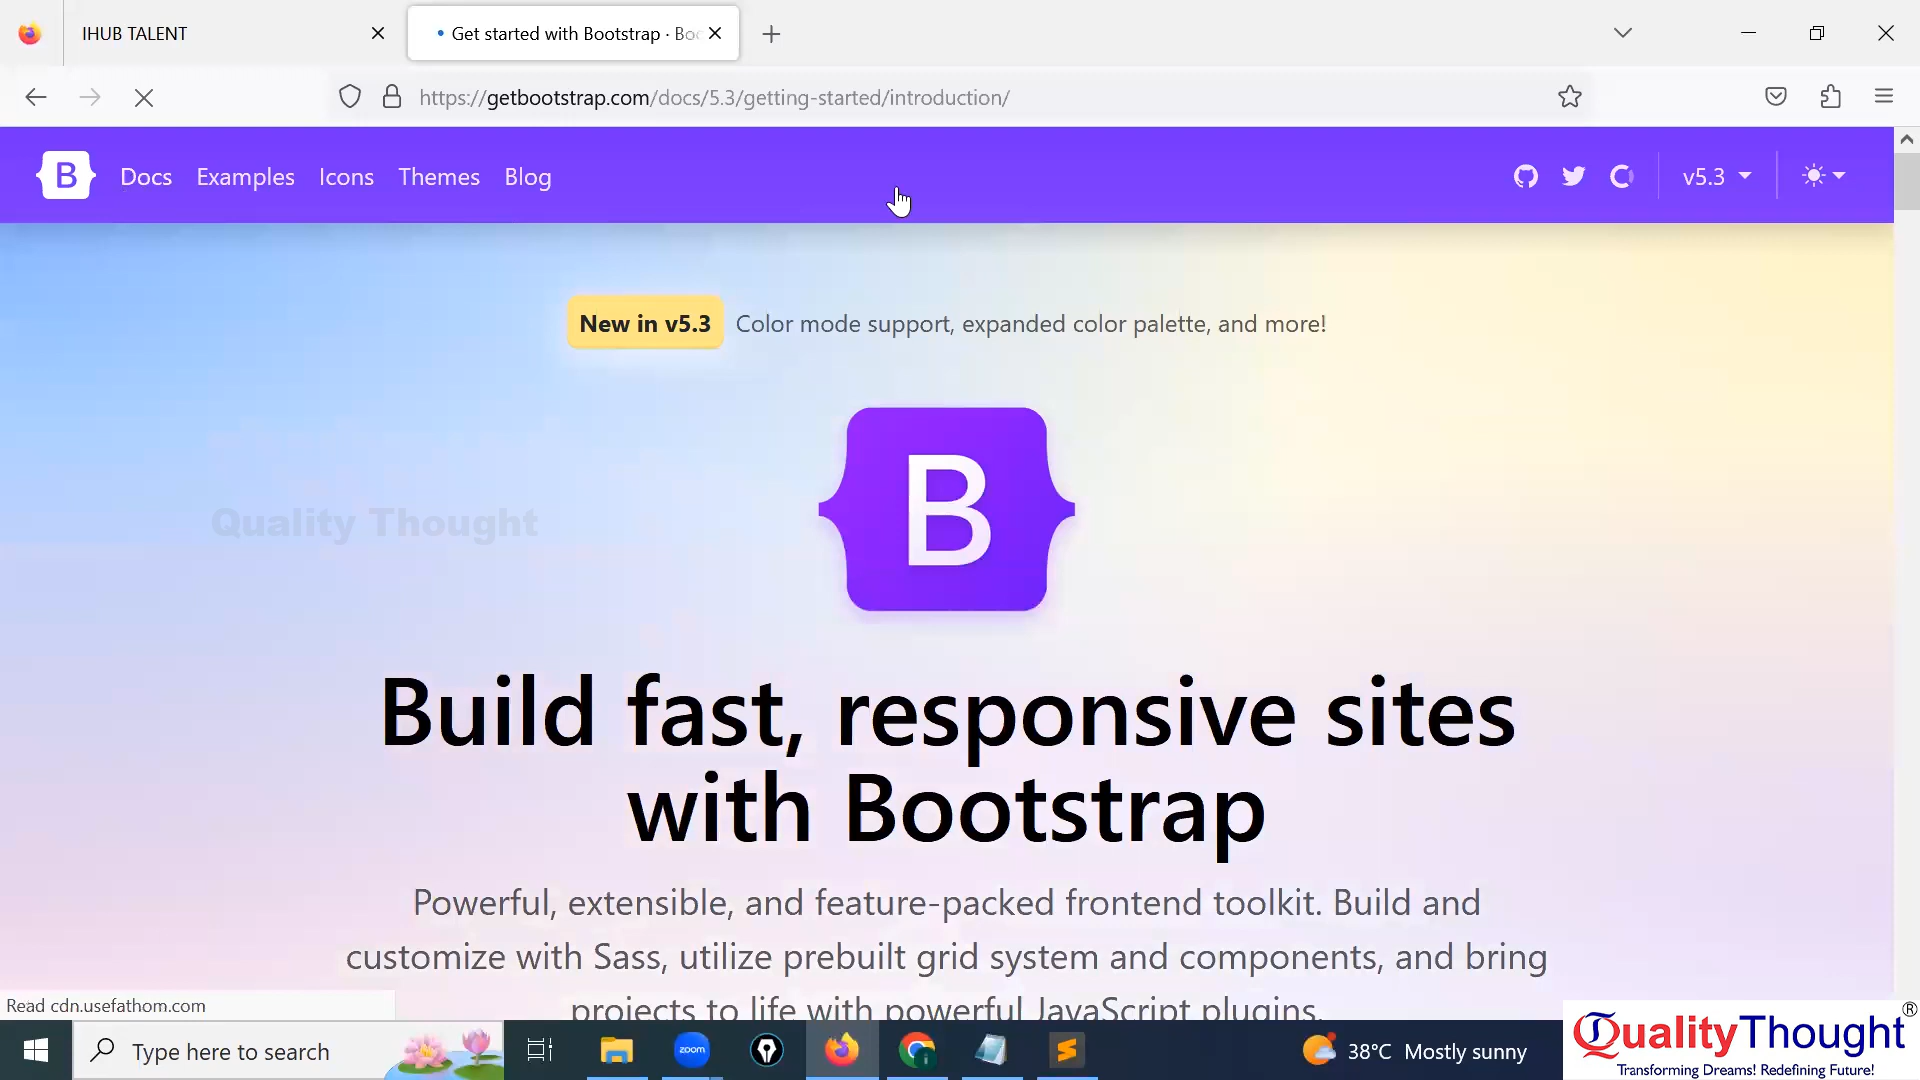 IHUB TALENT
Get started with Bootstrap · Boo
https://getbootstrap.com/docs/5.3/getting-started/introduction/
B Docs Examples Icons Themes Blog v5.3
New in v5.3 Color mode support, expanded color palette, and more!
B
Quality Thought
Build fast, responsive sites
with Bootstrap
Powerful, extensible, and feature-packed frontend toolkit. Build and
customize with Sass, utilize prebuilt grid system and components, and bring
projects to life with powerful JavaScript plugins.
Read cdn.usefathom.com
Type here to search
zoom
38°C Mostly sunny
QualityThought®
Transforming Dreams! Redefining Future!